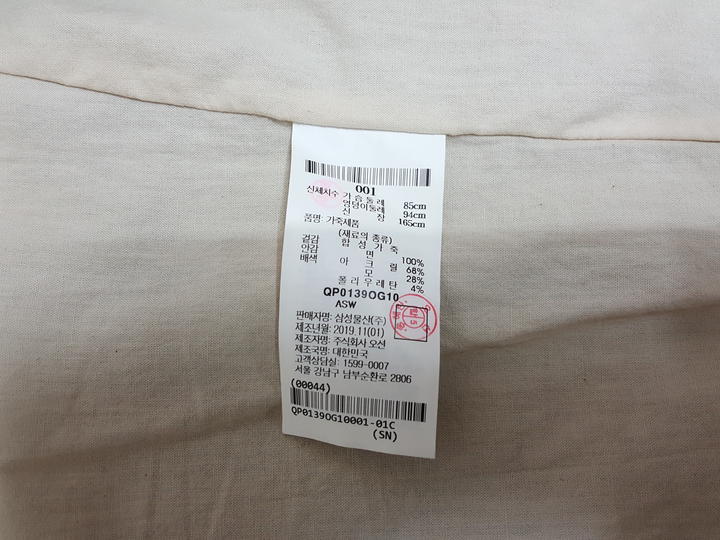 001
신체치수 가슴둘레 85cm
엉덩이둘레 94cm
신장 165cm
품명: 가죽제품
(재료의 종류)
겉감 합성가죽
안감 면 100%
배색 아크릴 68%
모 28%
폴리우레탄 4%
QP0139OG10
ASW
판매자명: 삼성물산(주)
제조년월: 2019.11(01)
제조자명: 주식회사 오션
제조국명: 대한민국
고객상담실: 1599-0007
서울 강남구 남부순환로 2806
(00044)
QP0139OG10001-01C
(SN)